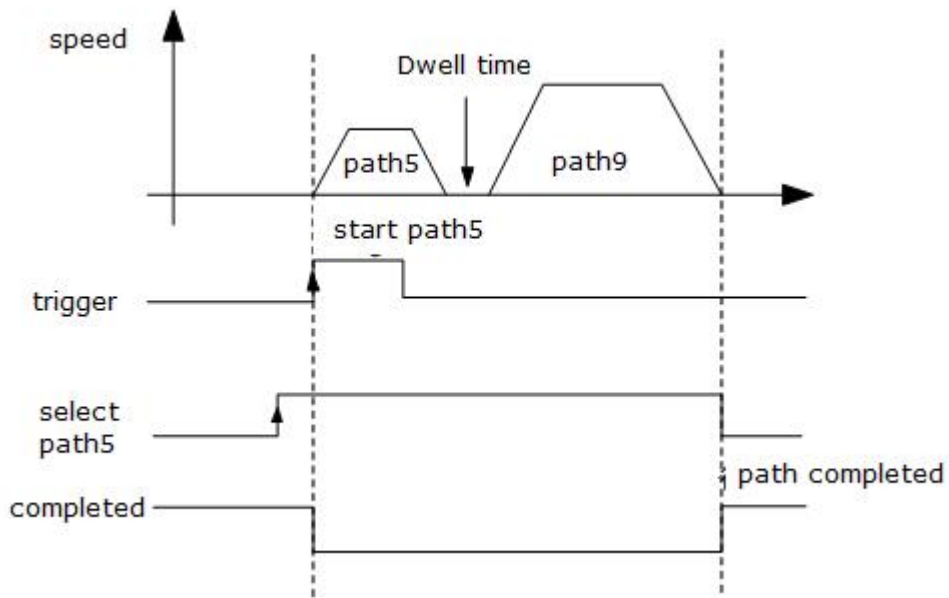 speed
Dwell time
path5
path9
start path5
trigger
select
path5
path completed
completed